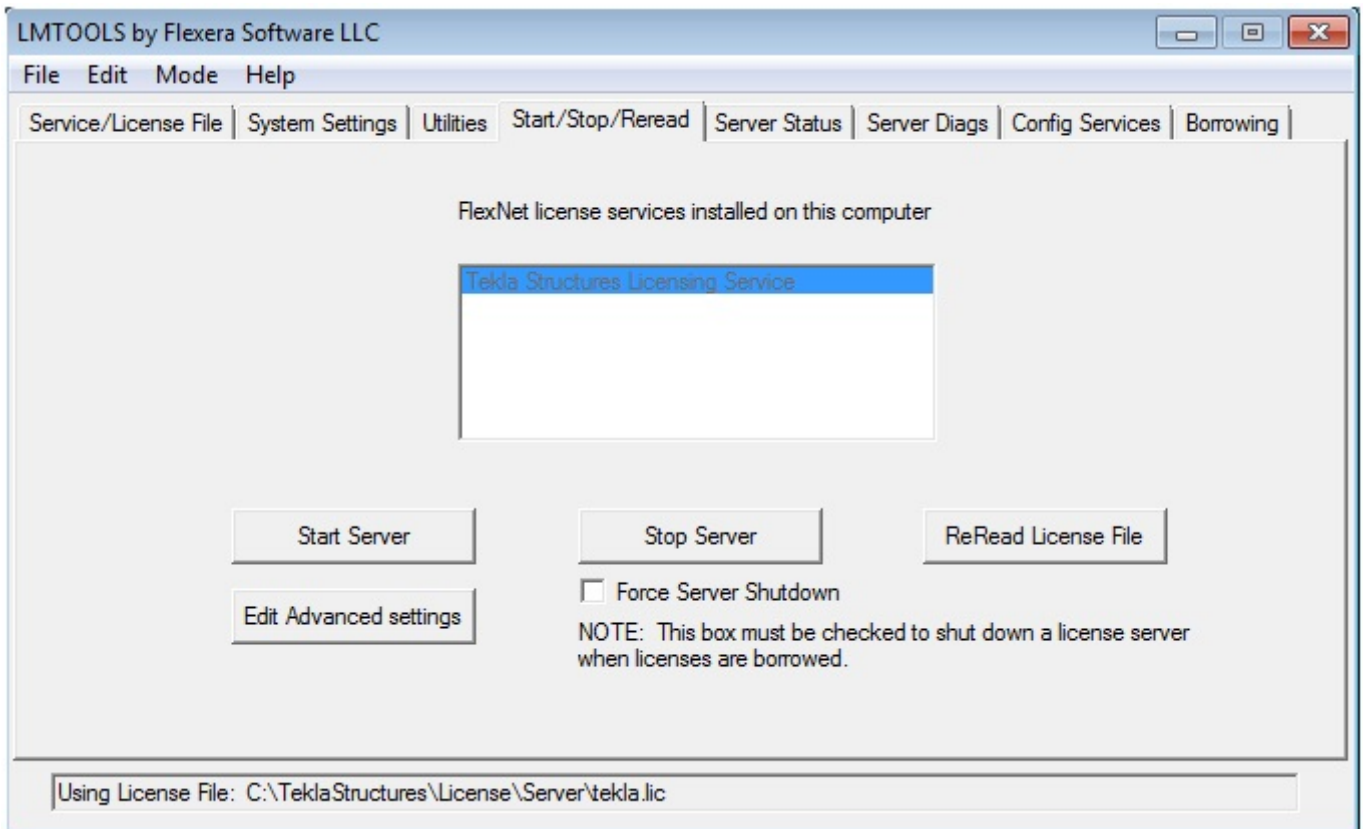 LMTOOLS by Flexera Software LLC
File Edit Mode Help
Service/License File System Settings Utilities Start/Stop/Reread Server Status Server Diags Config Services Borrowing
FlexNet license services installed on this computer
Tekla Structures Licensing Service
Start Server Stop Server ReRead License File
Force Server Shutdown
Edit Advanced settings
NOTE: This box must be checked to shut down a license server
when licenses are borrowed.
Using License File: C:\TeklaStructures\License\Server\tekla.lic